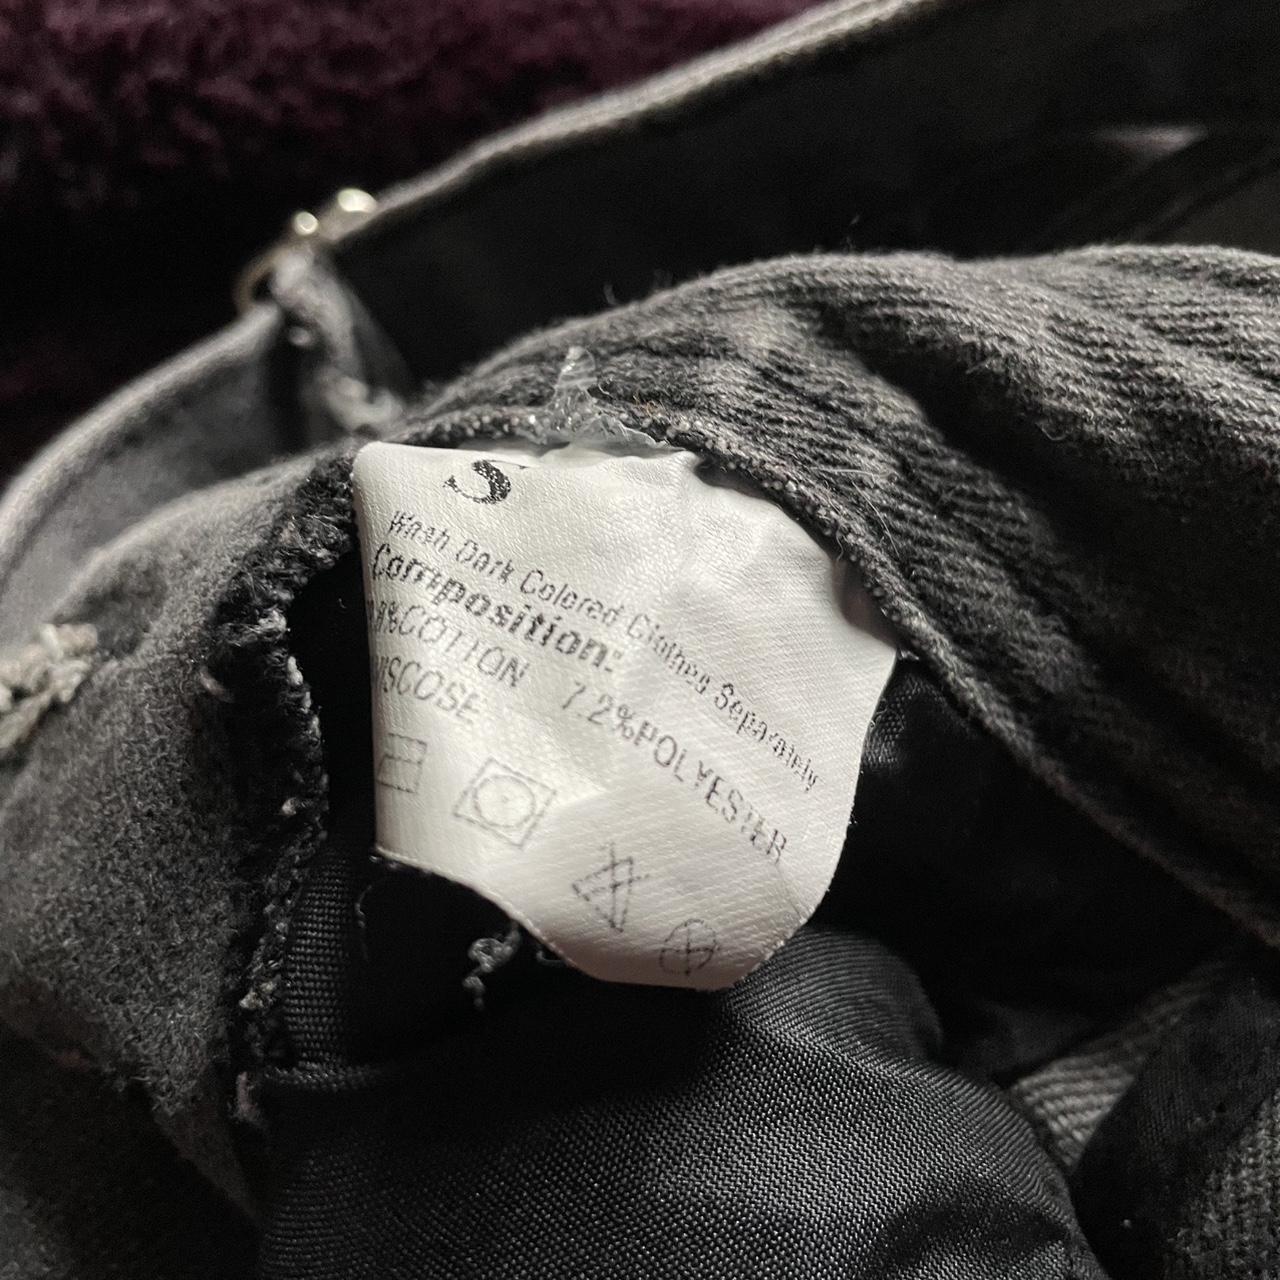 S
Wash Dark Colored Clothes Separately
Composition:
%COTTON 7.2%POLYESTER
VISCOSE